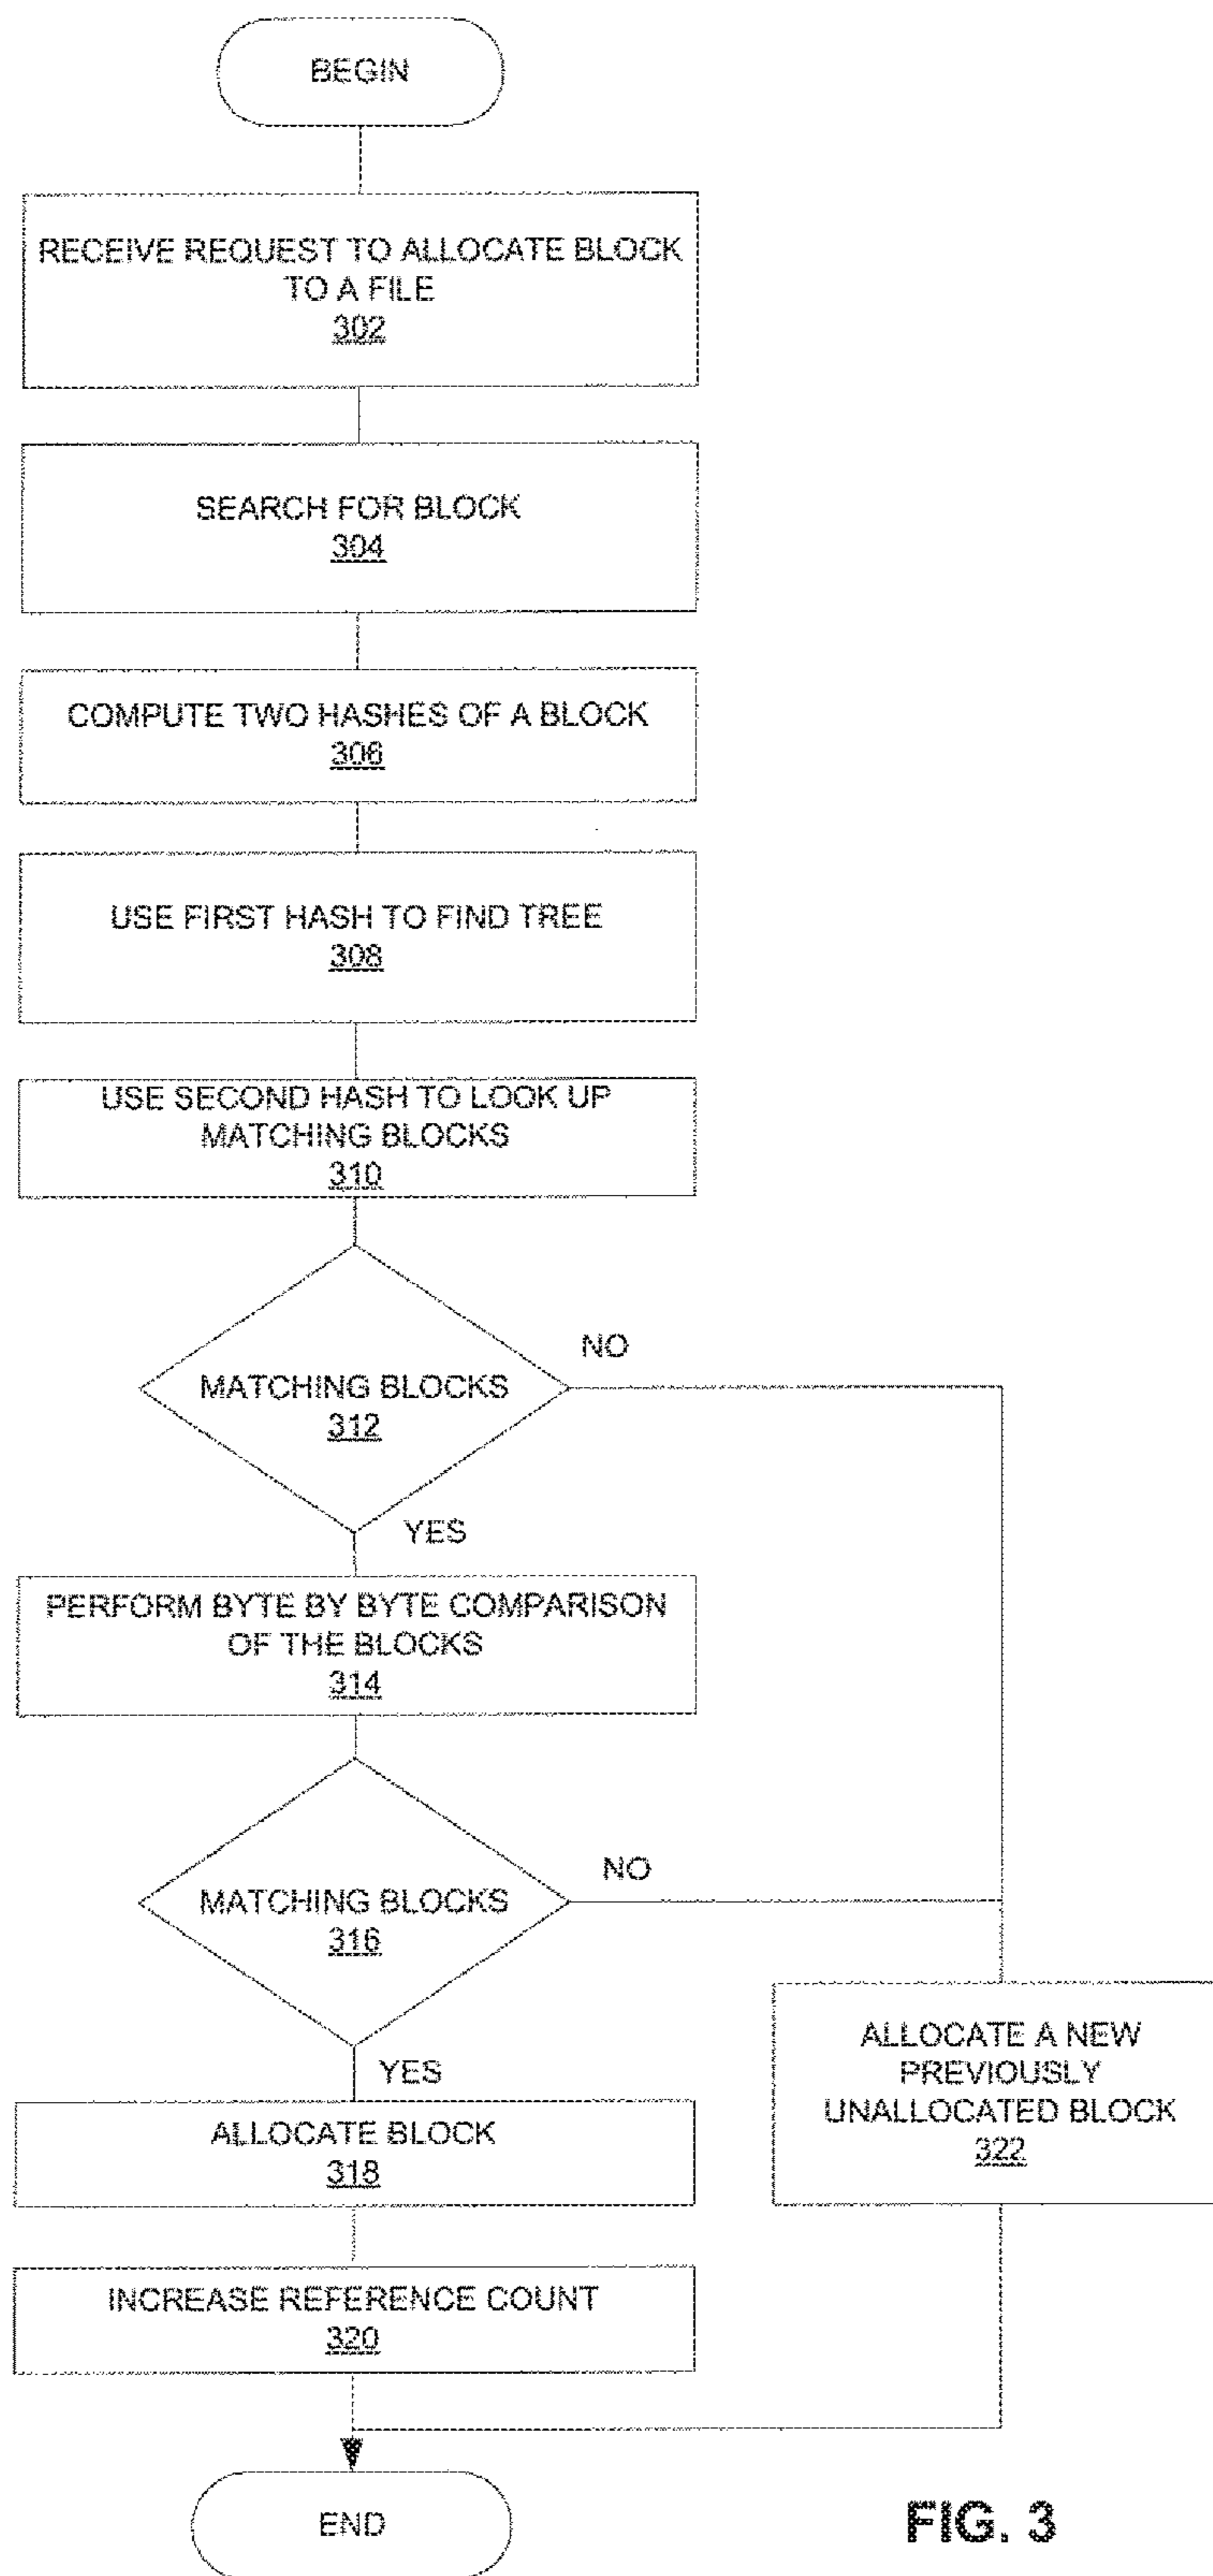 BEGIN
RECEIVE REQUEST TO ALLOCATE BLOCK
TO A FILE
302
SEARCH FOR BLOCK
304
COMPUTE TWO HASHES OF A BLOCK
306
USE FIRST HASH TO FIND TREE
308
USE SECOND HASH TO LOOK UP
MATCHING BLOCKS
310
NO
MATCHING BLOCKS
312
YES
PERFORM BYTE BY BYTE COMPARISON
OF THE BLOCKS
314
NO
MATCHING BLOCKS
316
YES
ALLOCATE A NEW
PREVIOUSLY
UNALLOCATED BLOCK
322
ALLOCATE BLOCK
318
INCREASE REFERENCE COUNT
320
END
FIG. 3